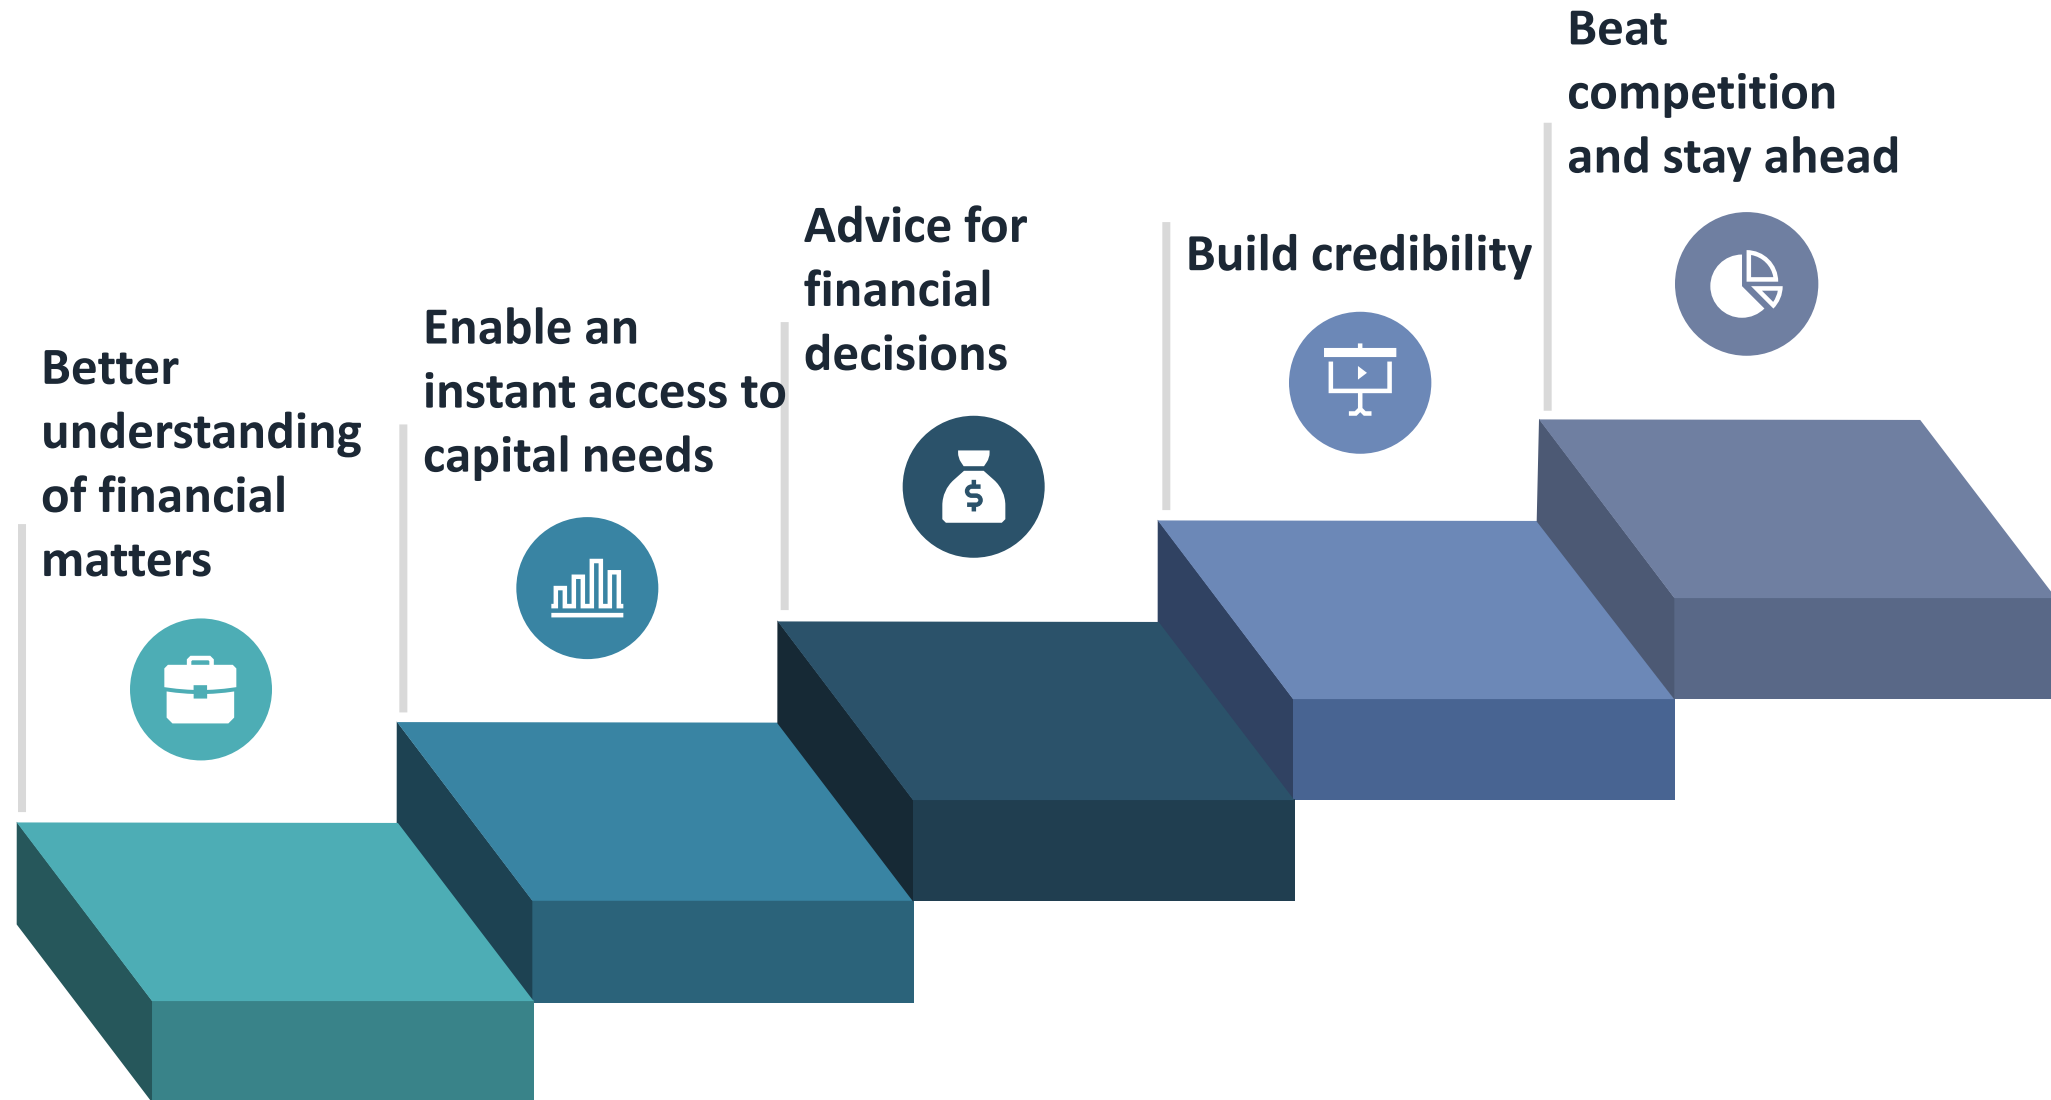 Better
understanding
of financial
matters
Enable an
instant access to
capital needs
Advice for
financial
decisions
$
Build credibility
Beat
competition
and stay ahead